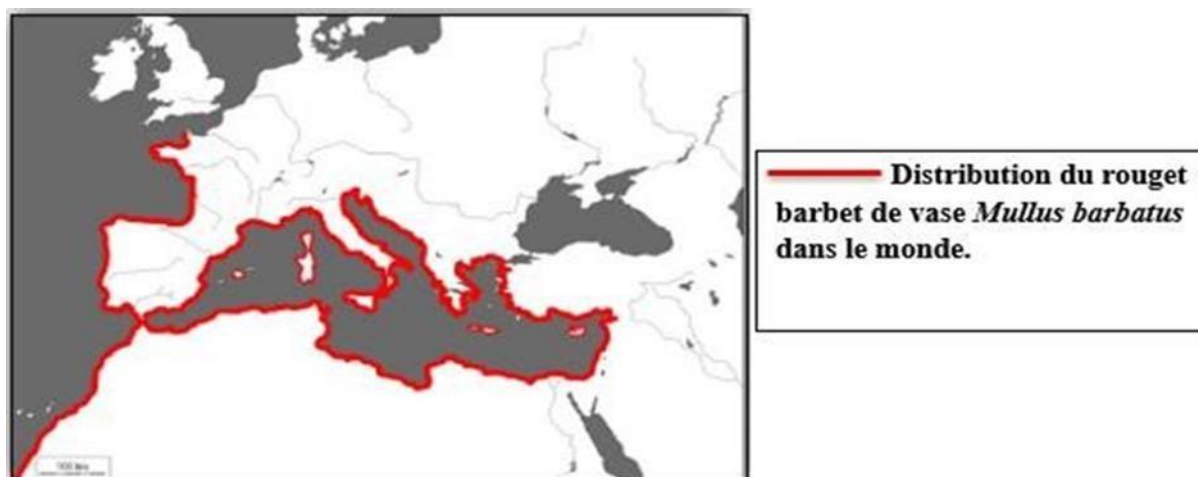 Distribution du rouget
barbet de vase Mullus barbatus
dans le monde.